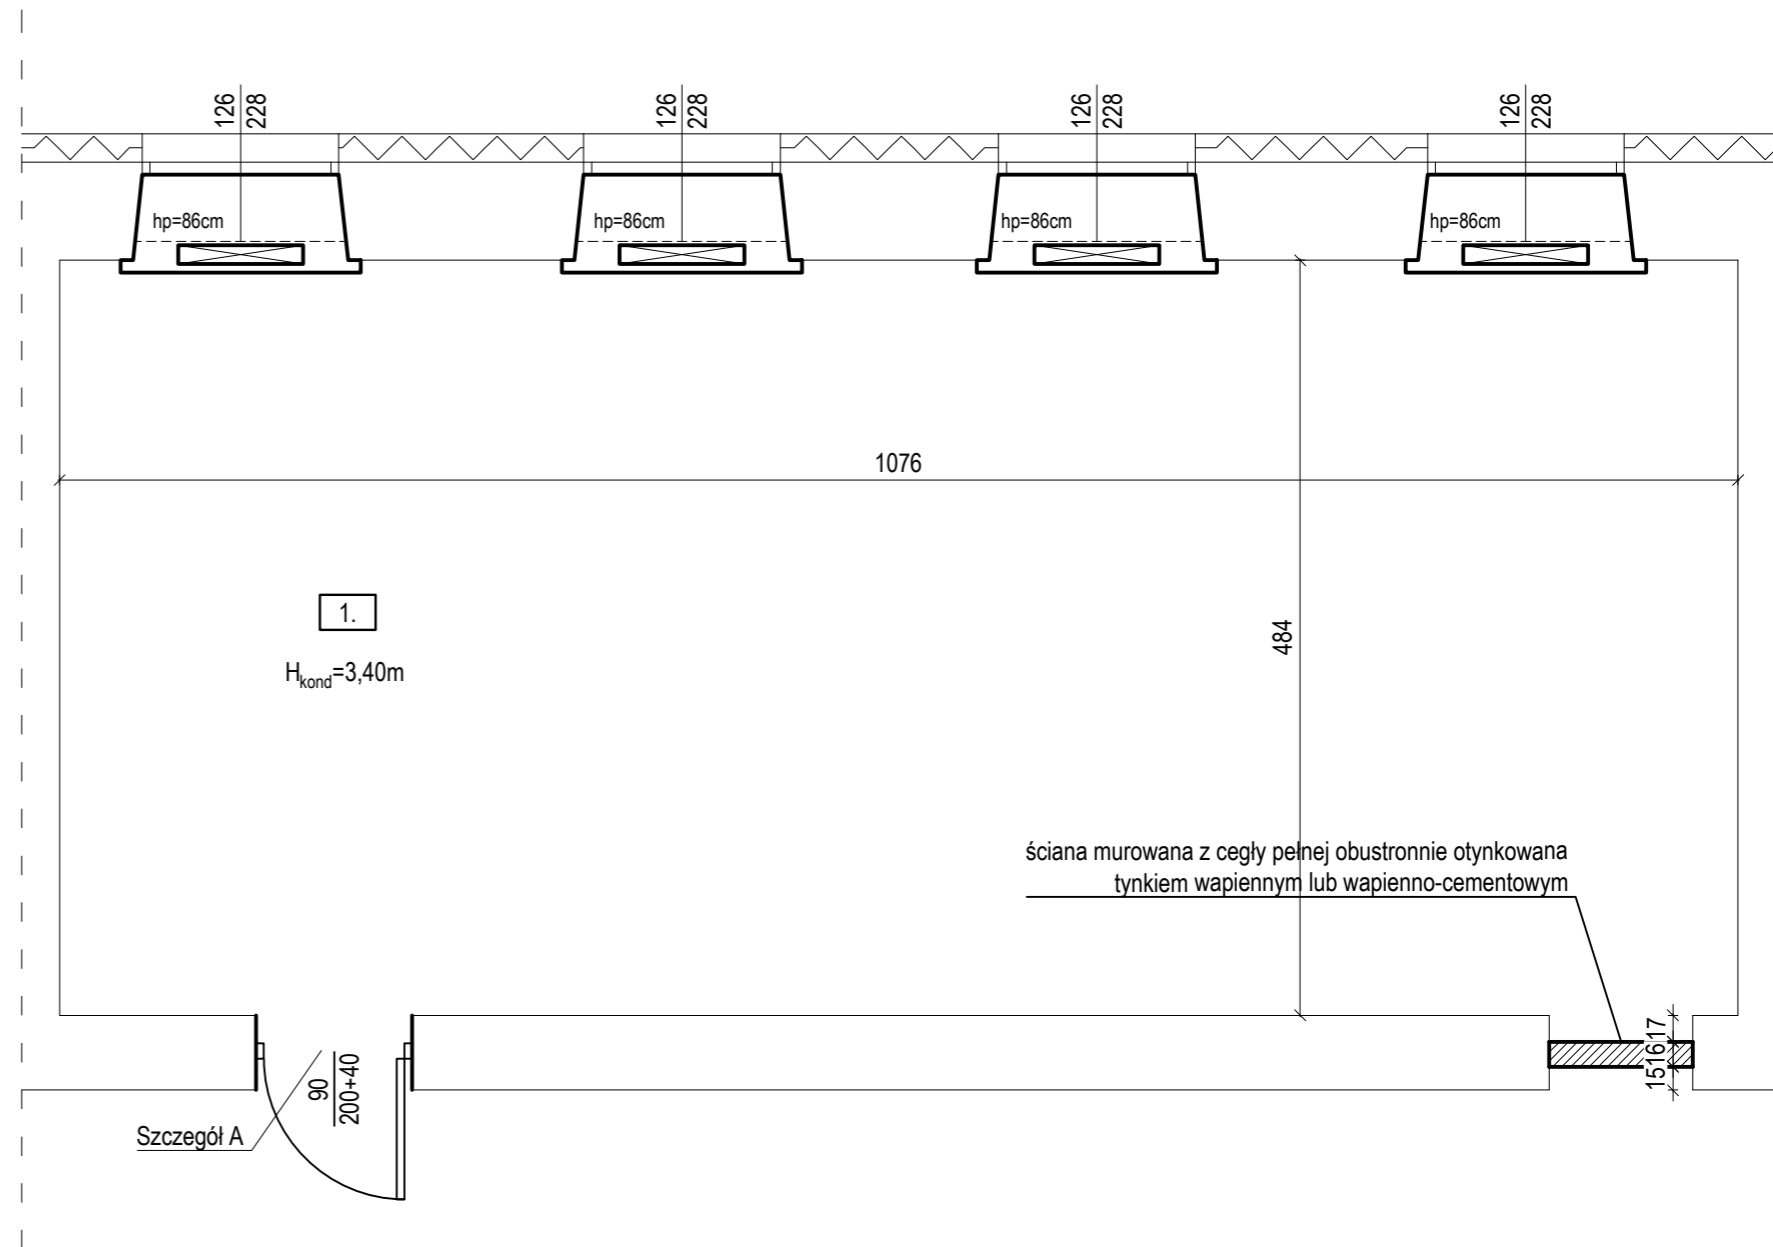 126
228
126
228
126
228
126
228
hp=86cm
hp=86cm
hp=86cm
hp=86cm
1076
1.
H_kond=3,40m
484
ściana murowana z cegły pełnej obustronnie otynkowana
tynkiem wapiennym lub wapienno-cementowym
17
16
15
90
200+40
Szczegół A